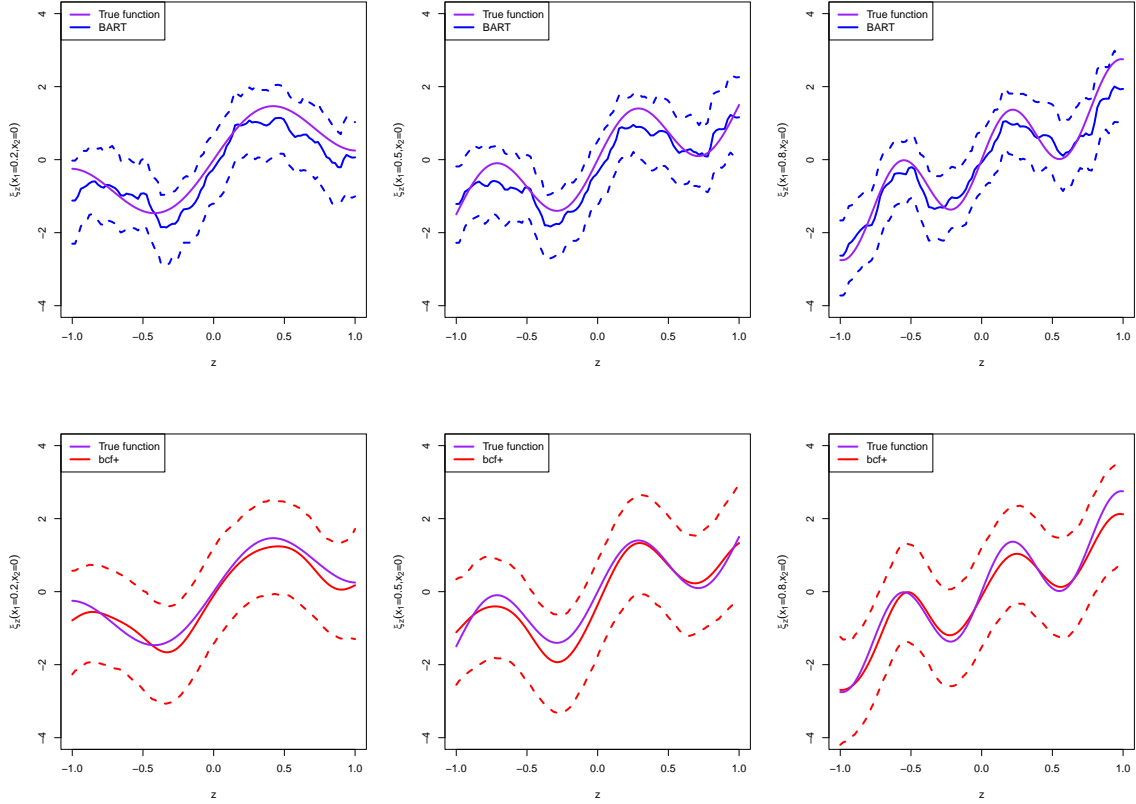 True function
BART
ξz(x1=0.2,x2=0)
4
2
0
−2
−4
−1.0 −0.5 0.0 0.5 1.0
z
True function
BART
ξz(x1=0.5,x2=0)
4
2
0
−2
−4
−1.0 −0.5 0.0 0.5 1.0
z
True function
BART
ξz(x1=0.8,x2=0)
4
2
0
−2
−4
−1.0 −0.5 0.0 0.5 1.0
z
True function
bcf+
ξz(x1=0.2,x2=0)
4
2
0
−2
−4
−1.0 −0.5 0.0 0.5 1.0
z
True function
bcf+
ξz(x1=0.5,x2=0)
4
2
0
−2
−4
−1.0 −0.5 0.0 0.5 1.0
z
True function
bcf+
ξz(x1=0.8,x2=0)
4
2
0
−2
−4
−1.0 −0.5 0.0 0.5 1.0
z